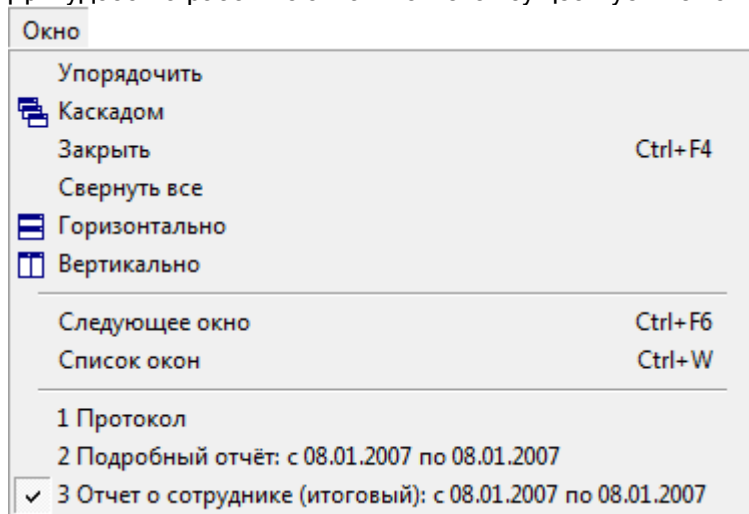 Окно
Упорядочить
Каскадом
Закрыть Ctrl+F4
Свернуть все
Горизонтально
Вертикально
Следующее окно Ctrl+F6
Список окон Ctrl+W
1 Протокол
2 Подробный отчёт: с 08.01.2007 по 08.01.2007
3 Отчет о сотруднике (итоговый): с 08.01.2007 по 08.01.2007